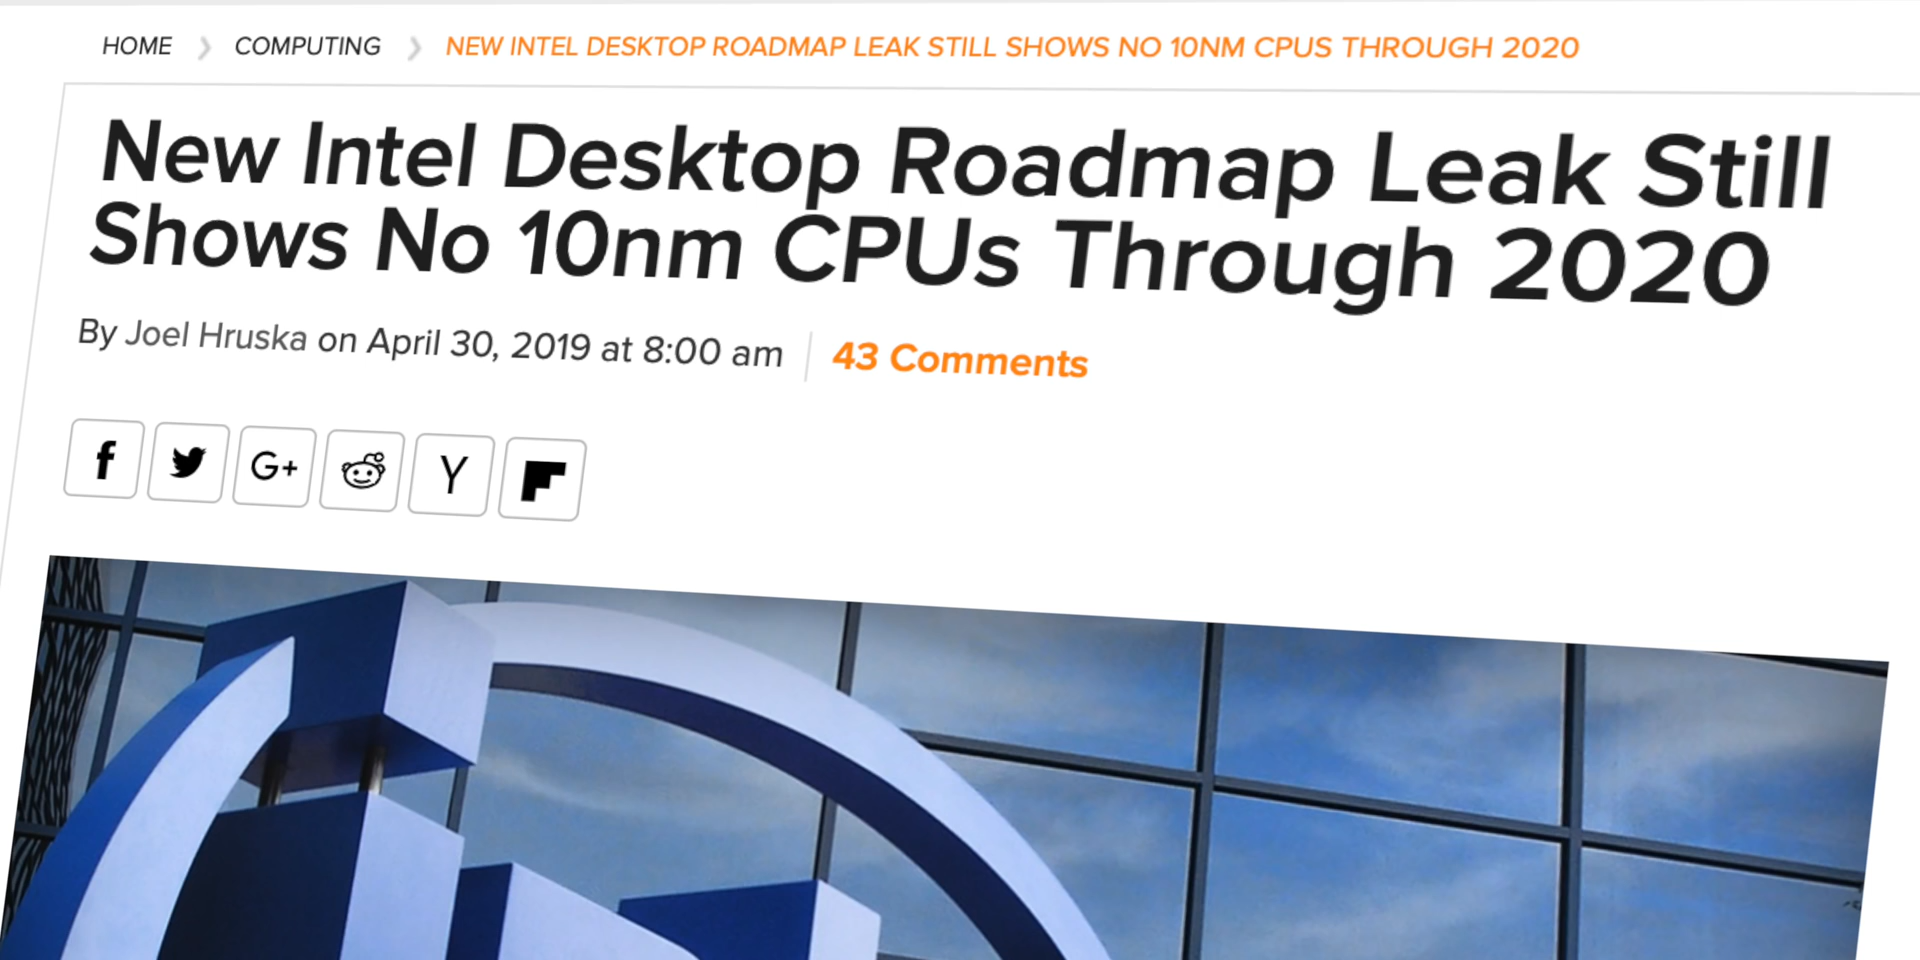 HOME COMPUTING NEW INTEL DESKTOP ROADMAP LEAK STILL SHOWS NO 10NM CPUS THROUGH 2020
New Intel Desktop Roadmap Leak Still
Shows No 10nm CPUs Through 2020
By Joel Hruska on April 30, 2019 at 8:00 am 43 Comments
f G+ Y